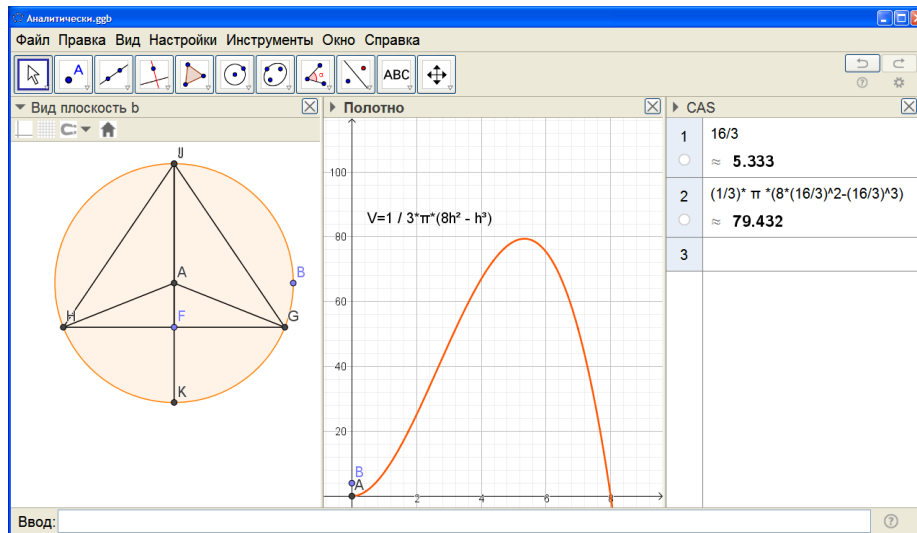 Аналитически.ggb
Файл Правка Вид Настройки Инструменты Окно Справка
ABC
Вид плоскость b
Полотно
CAS
J
A
B
H
F
G
K
100
80
60
40
20
V=1 / 3*π*(8h² - h³)
B
A
2
4
6
8
1
16/3
≈ 5.333
2
(1/3)* π *(8*(16/3)^2-(16/3)^3)
≈ 79.432
3
Ввод: